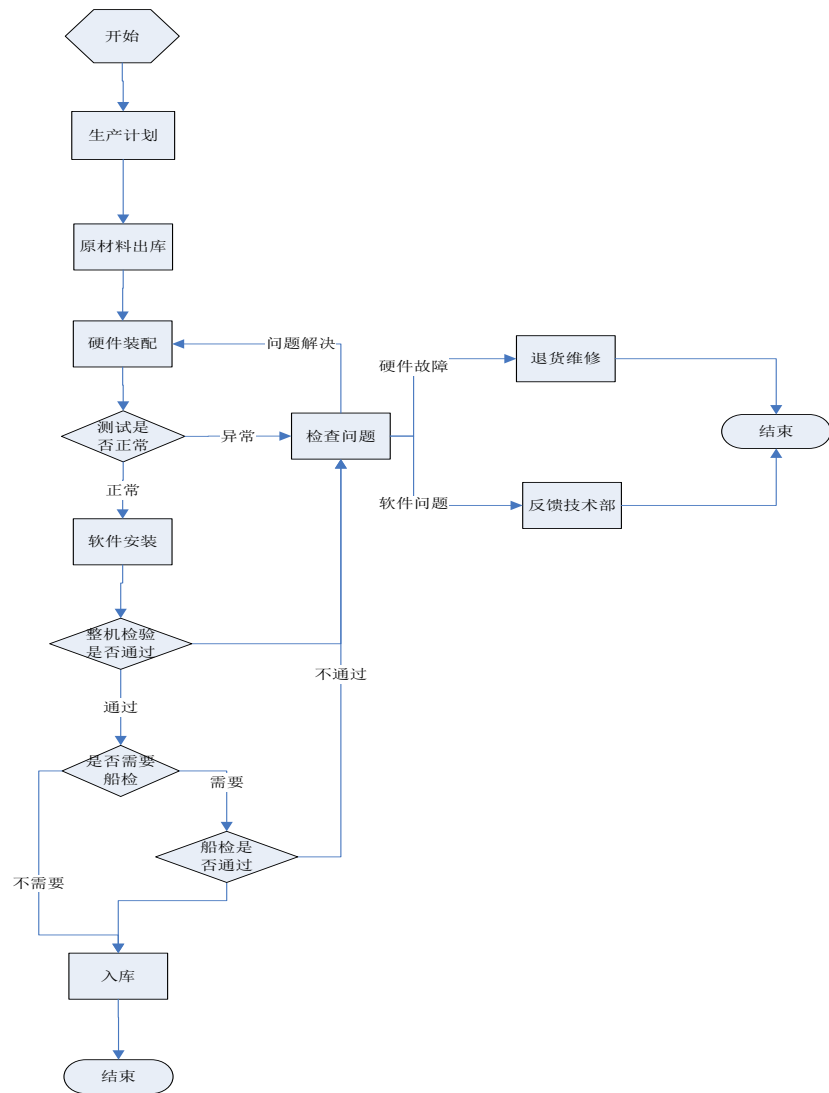 开始
生产计划
原材料出库
硬件装配
问题解决
硬件故障
退货维修
测试是
否正常
异常
检查问题
结束
正常
软件问题
反馈技术部
软件安装
整机检验
是否通过
不通过
通过
是否需要
船检
需要
船检是
否通过
不需要
入库
结束